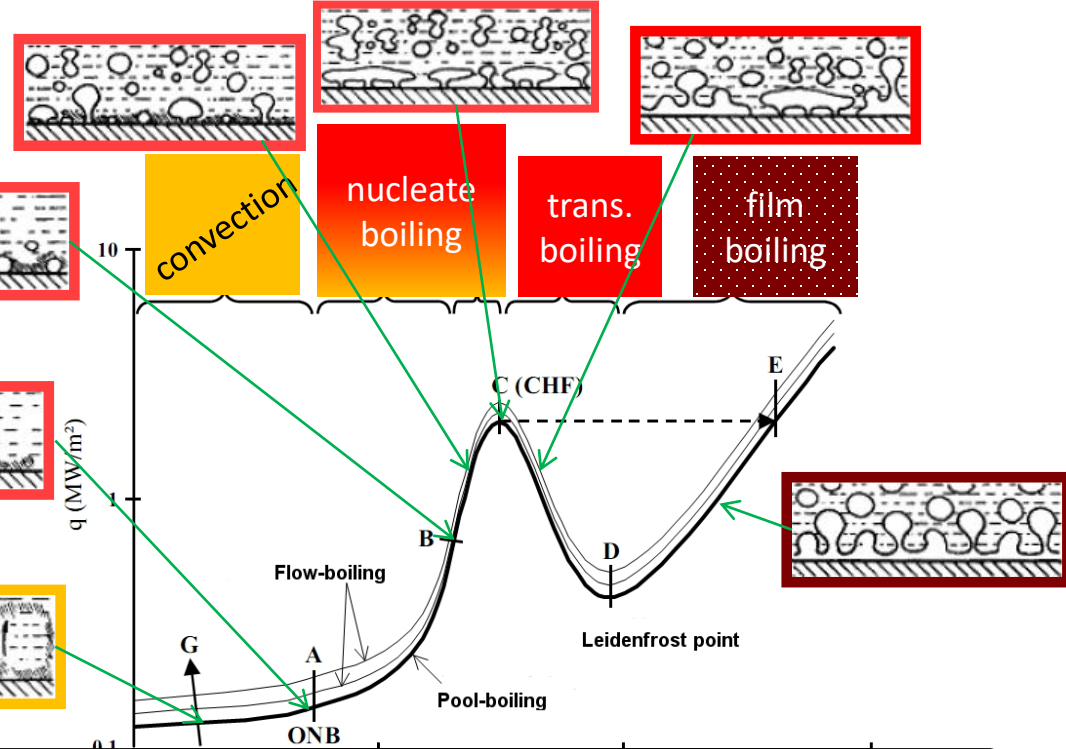 nucleate
boiling
convection
trans.
boiling
film
boiling
10
C (CHF)
E
q (MW/m²)
1
B
D
Flow-boiling
Leidenfrost point
G
A
Pool-boiling
ONB
0.1